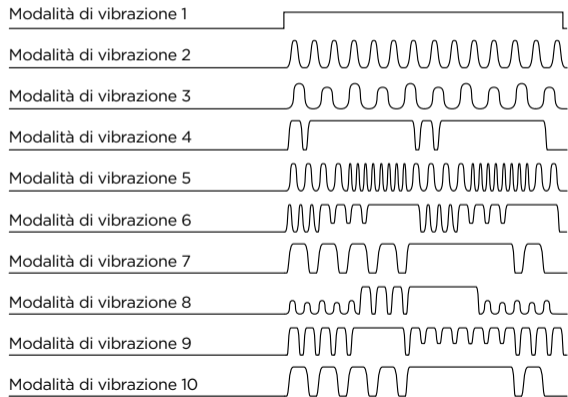 Modalità di vibrazione 1
Modalità di vibrazione 2
Modalità di vibrazione 3
Modalità di vibrazione 4
Modalità di vibrazione 5
Modalità di vibrazione 6
Modalità di vibrazione 7
Modalità di vibrazione 8
Modalità di vibrazione 9
Modalità di vibrazione 10